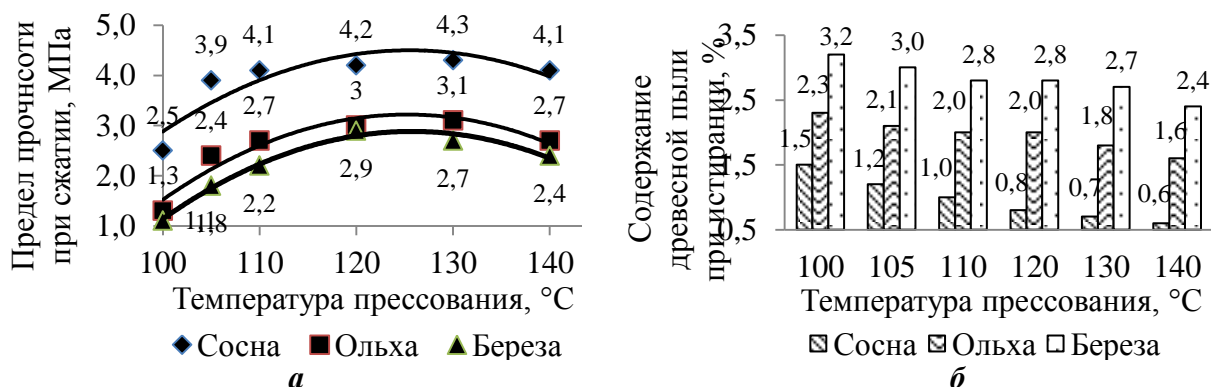 Предел прочнсоти
при сжатии, МПа
5,0
4,0
3,0
2,0
1,0
2,5
3,9
4,1
4,2
4,3
4,1
1,3
2,4
2,7
3
3,1
2,7
1,1
1,8
2,2
2,9
2,7
2,4
100 110 120 130 140
Температура прессования, °С
Сосна Ольха Береза
а
Содержание
древесной пыли
при стирании, %
3,5
2,5
1,5
0,5
1,5 2,3 3,2
1,2 2,1 3,0
1,0 2,0 2,8
0,8 2,0 2,8
0,7 1,8 2,7
0,6 1,6 2,4
100 105 110 120 130 140
Температура прессования, °С
Сосна Ольха Береза
б